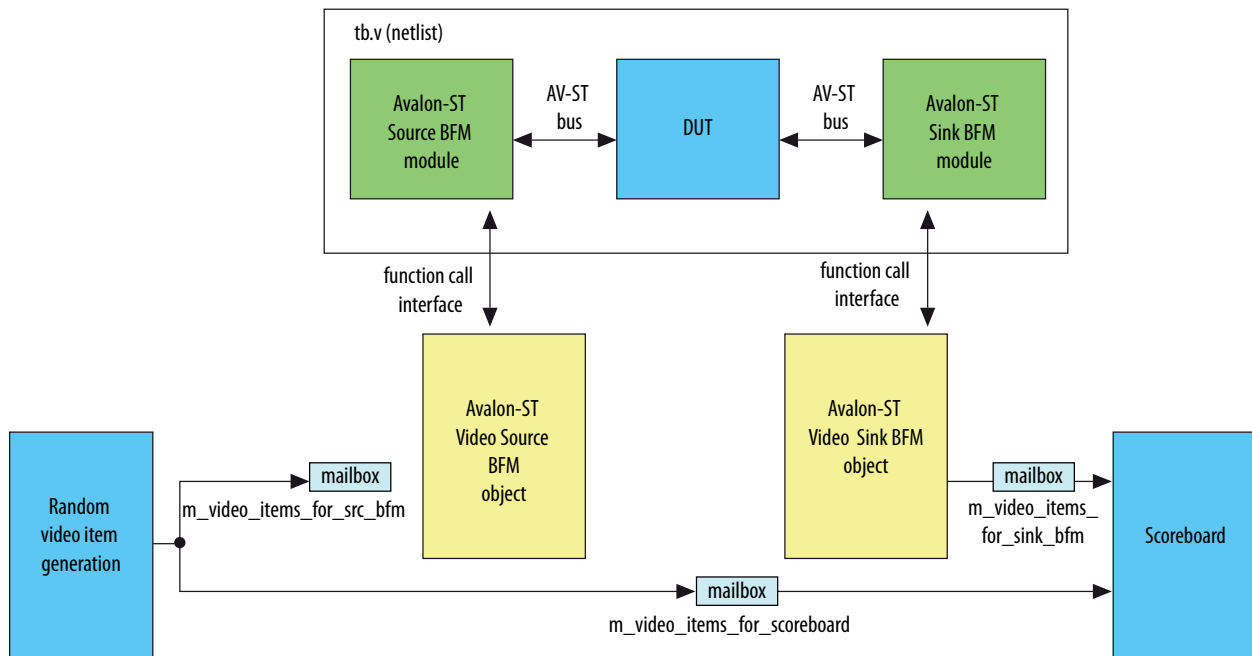 tb.v (netlist)
Avalon-ST
Source BFM
module
AV-ST
bus
DUT
AV-ST
bus
Avalon-ST
Sink BFM
module
function call
interface
function call
interface
Avalon-ST
Video Source
BFM
object
Avalon-ST
Video Sink BFM
object
Random
video item
generation
mailbox
m_video_items_for_src_bfm
mailbox
m_video_items_
for_sink_bfm
Scoreboard
mailbox
m_video_items_for_scoreboard